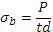 σ_b = P/td